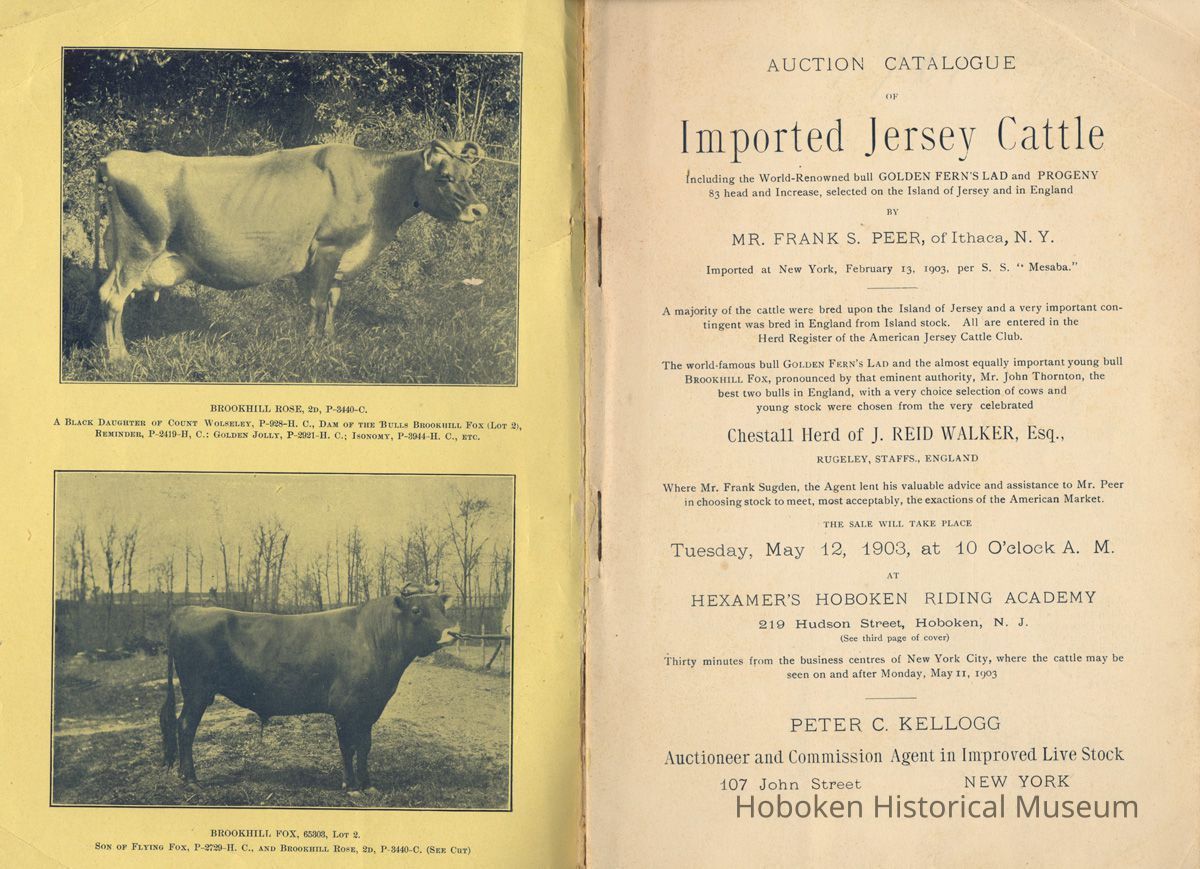 BROOKHILL ROSE, 2D, P-3440-C.
A BLACK DAUGHTER OF COUNT WOLSELEY, P-928-H. C., DAM OF THE BULLS BROOKHILL FOX (LOT 2),
REMINDER, P-2419-H, C.: GOLDEN JOLLY, P-2921-H. C.; ISONOMY, P-3944-H. C., ETC.
BROOKHILL FOX, 65303, LOT 2.
SON OF FLYING FOX, P-2729-H. C., AND BROOKHILL ROSE, 2D, P-3440-C. (SEE CUT)
AUCTION CATALOGUE
OF
Imported Jersey Cattle
Including the World-Renowned bull GOLDEN FERN'S LAD and PROGENY
83 head and Increase, selected on the Island of Jersey and in England
BY
MR. FRANK S. PEER, of Ithaca, N. Y.
Imported at New York, February 13, 1903, per S. S. "Mesaba."
A majority of the cattle were bred upon the Island of Jersey and a very important con-
tingent was bred in England from Island stock. All are entered in the
Herd Register of the American Jersey Cattle Club.
The world-famous bull GOLDEN FERN'S LAD and the almost equally important young bull
BROOKHILL FOX, pronounced by that eminent authority, Mr. John Thornton, the
best two bulls in England, with a very choice selection of cows and
young stock were chosen from the very celebrated
Chestall Herd of J. REID WALKER, Esq.,
RUGELEY, STAFFS., ENGLAND
Where Mr. Frank Sugden, the Agent lent his valuable advice and assistance to Mr. Peer
in choosing stock to meet, most acceptably, the exactions of the American Market.
THE SALE WILL TAKE PLACE
Tuesday, May 12, 1903, at 10 O'clock A. M.
AT
HEXAMER'S HOBOKEN RIDING ACADEMY
219 Hudson Street, Hoboken, N. J.
(See third page of cover)
Thirty minutes from the business centres of New York City, where the cattle may be
seen on and after Monday, May 11, 1903
PETER C. KELLOGG
Auctioneer and Commission Agent in Improved Live Stock
107 John Street NEW YORK
Hoboken Historical Museum